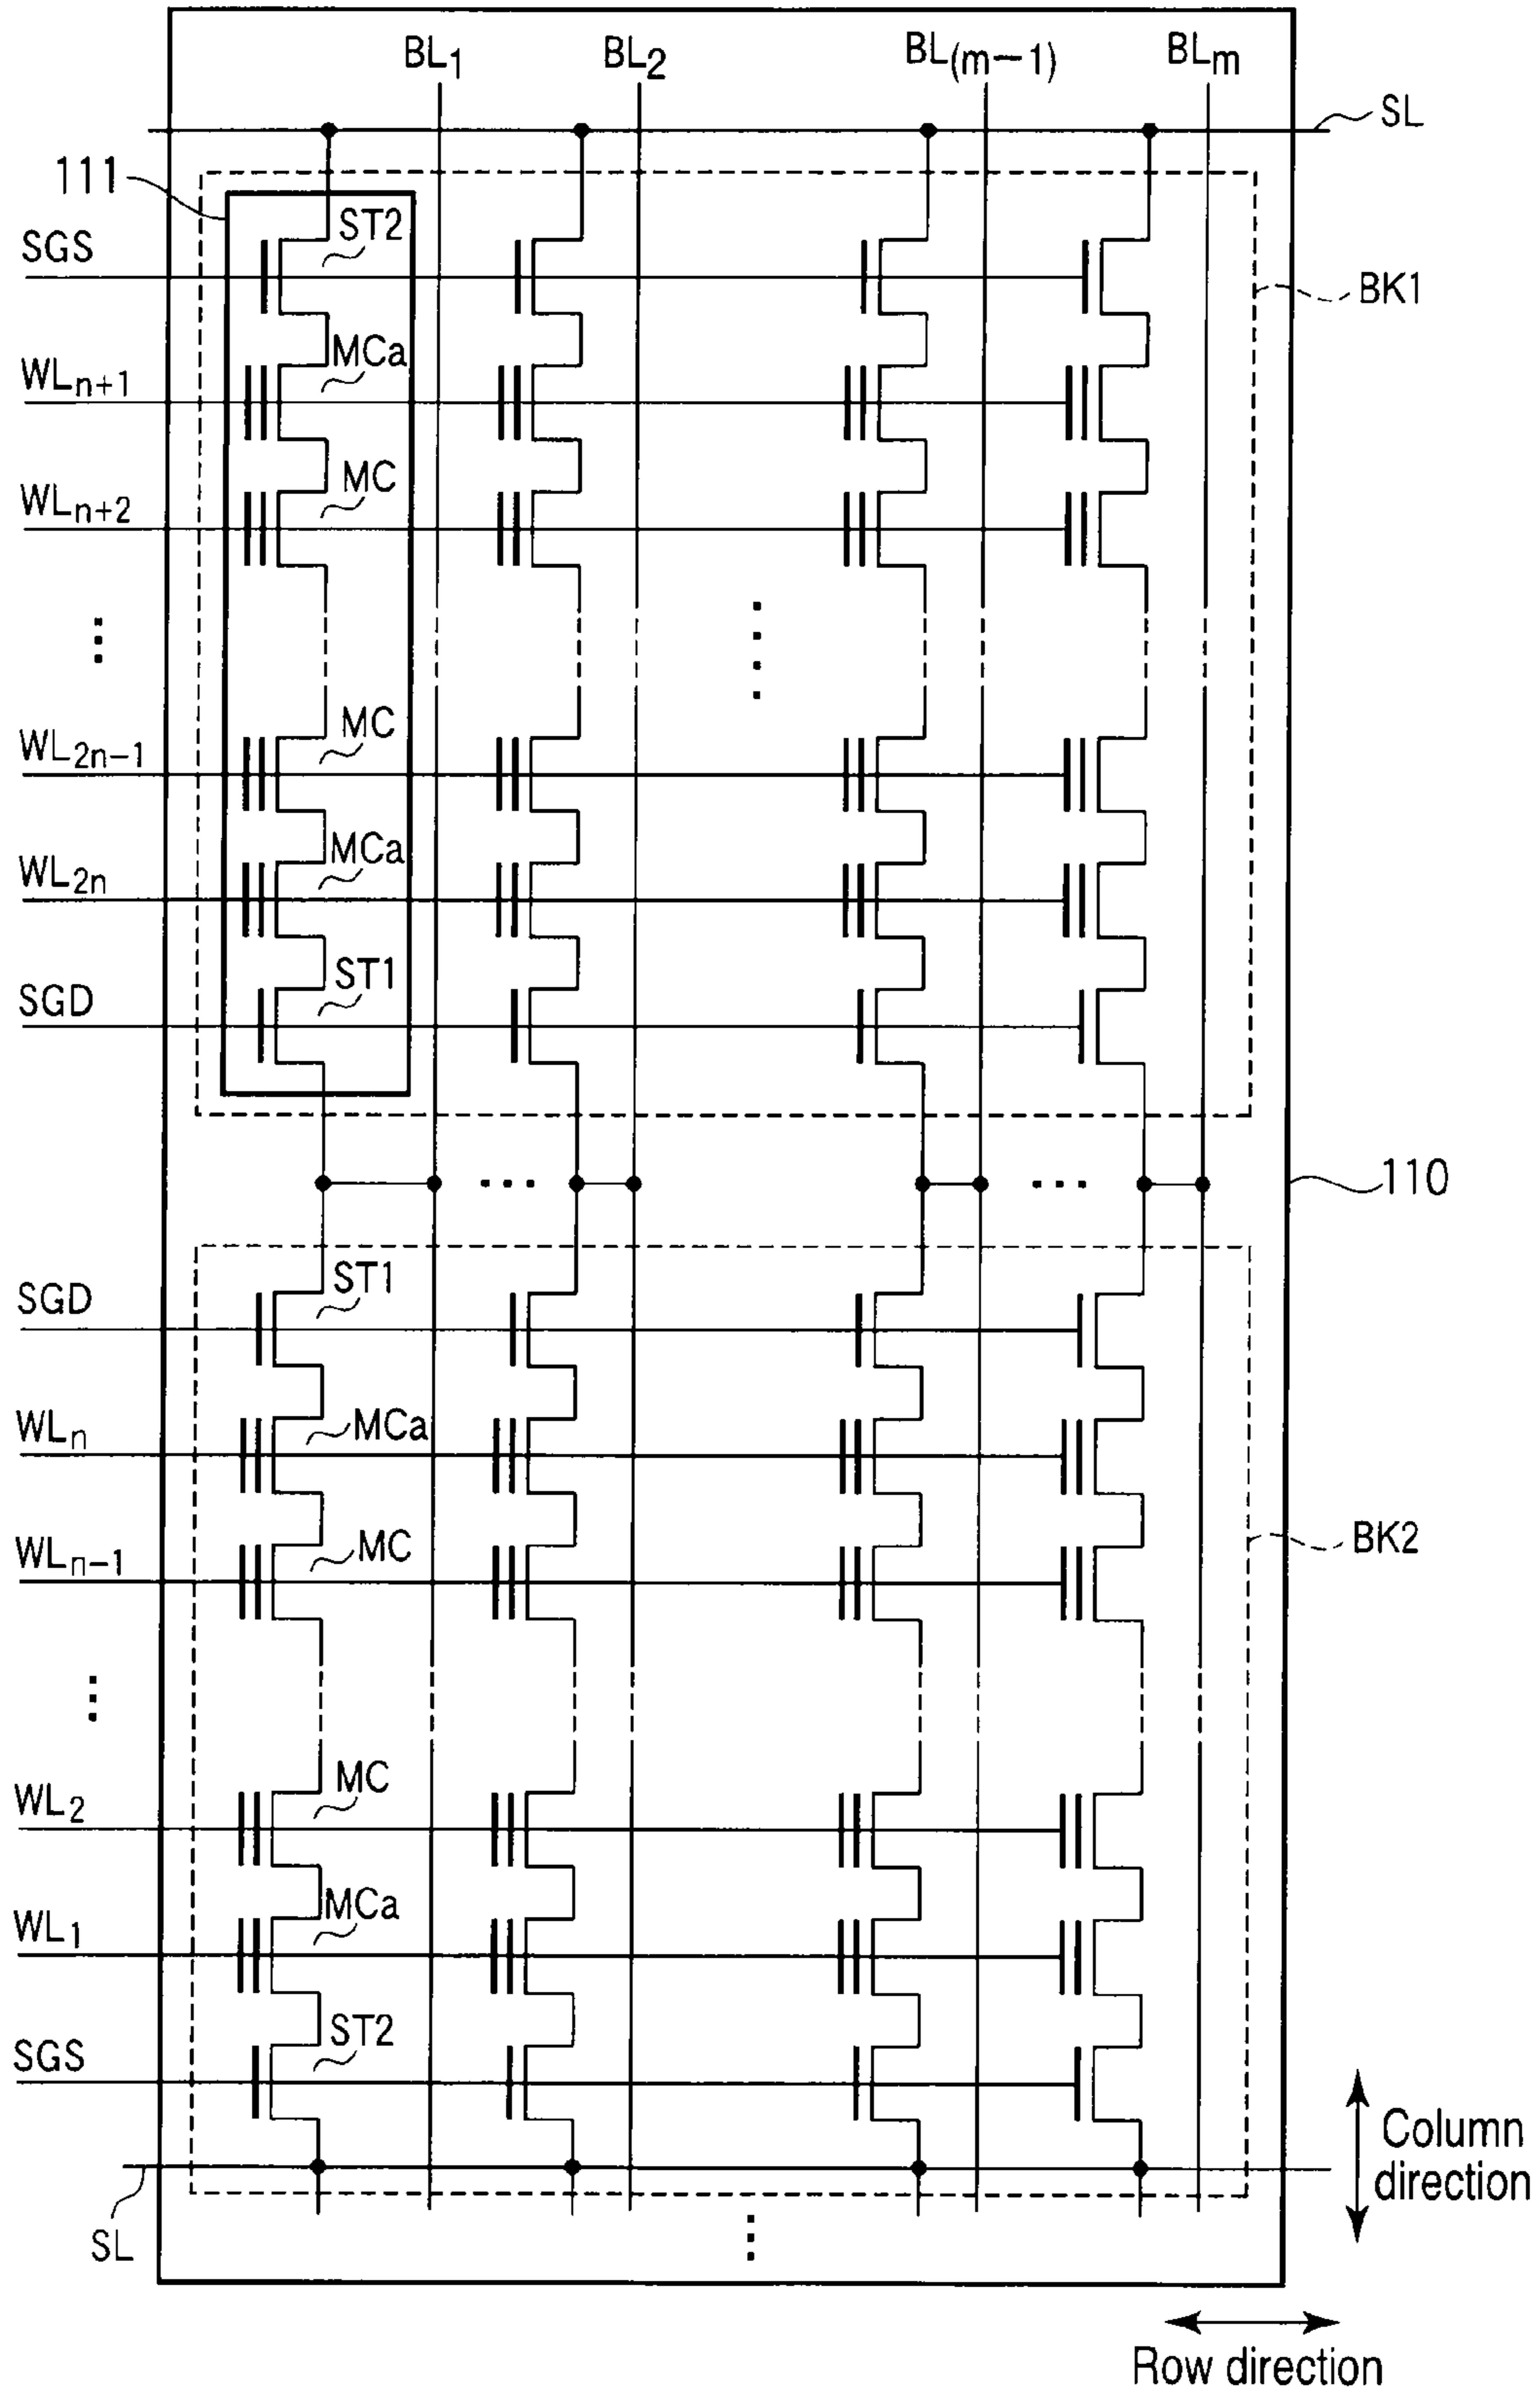 BL1 BL2 BL(m−1) BLm
SL
111
ST2
SGS
BK1
MCa
WLn+1
MC
WLn+2
⋮
MC
WL2n−1
MCa
WL2n
ST1
SGD
... ...
110
ST1
SGD
MCa
WLn
MC
WLn−1
BK2
⋮
MC
WL2
MCa
WL1
ST2
SGS
SL
⋮
Column
direction
Row direction